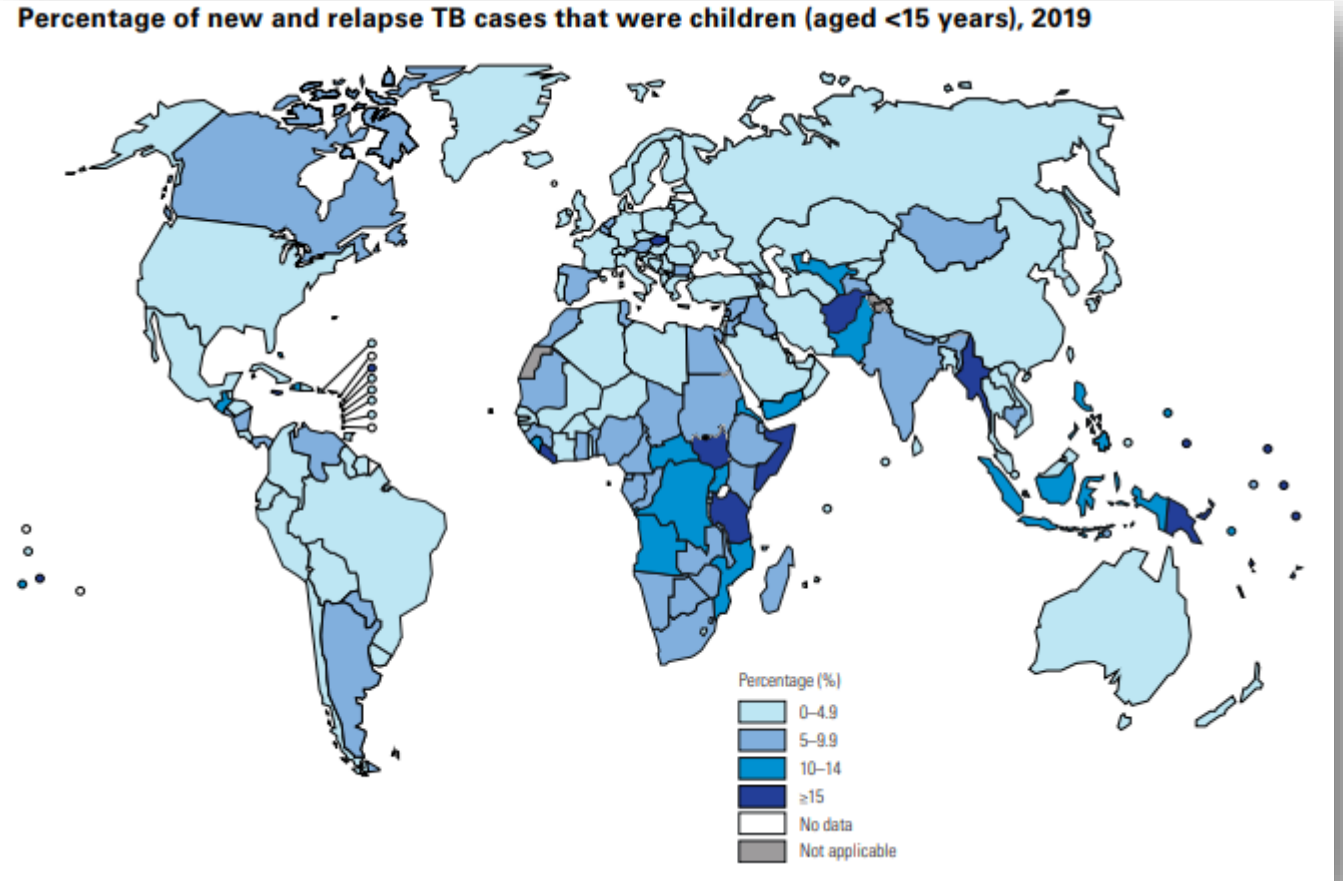 Percentage of new and relapse TB cases that were children (aged <15 years), 2019
Percentage (%)
0–4.9
5–9.9
10–14
≥15
No data
Not applicable